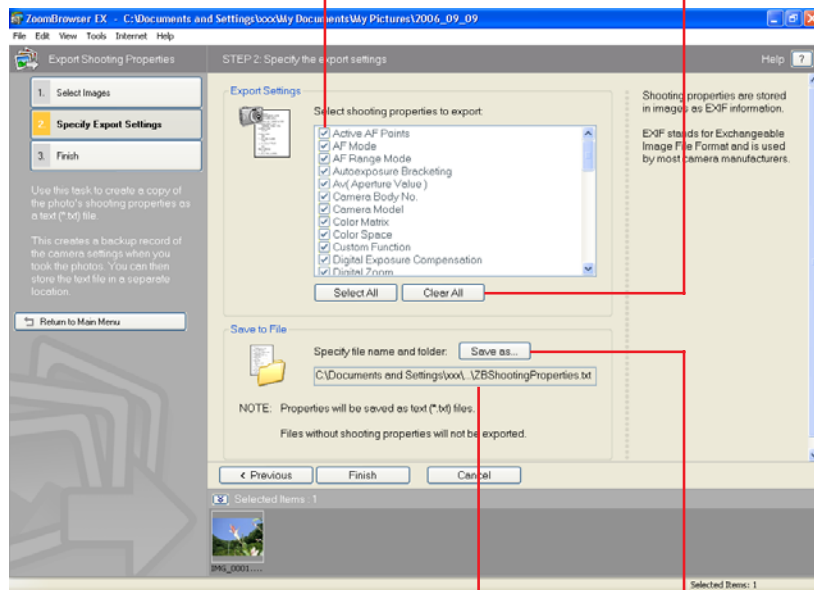 ZoomBrowser EX - C:\Documents and Settings\xxx\My Documents\My Pictures\2006_09_09
File Edit View Tools Internet Help
Export Shooting Properties
STEP 2: Specify the export settings
Help ?
1. Select Images
2. Specify Export Settings
3. Finish
Use this task to create a copy of
the photo's shooting properties as
a text (*.txt) file.
This creates a backup record of
the camera settings when you
took the photos. You can then
store the text file in a separate
location.
Return to Main Menu
Export Settings
Select shooting properties to export:
Active AF Points
AF Mode
AF Range Mode
Autoexposure Bracketing
Av( Aperture Value )
Camera Body No.
Camera Model
Color Matrix
Color Space
Custom Function
Digital Exposure Compensation
Digital Zoom
Select All Clear All
Save to File
Specify file name and folder: Save as...
C:\Documents and Settings\xxx\...\ZBShootingProperties.txt
NOTE: Properties will be saved as text (*.txt) files.
Files without shooting properties will not be exported.
Shooting properties are stored
in images as EXIF information.
EXIF stands for Exchangeable
Image File Format and is used
by most camera manufacturers.
< Previous Finish Cancel
Selected Items : 1
IMG_0001....
Selected Items: 1